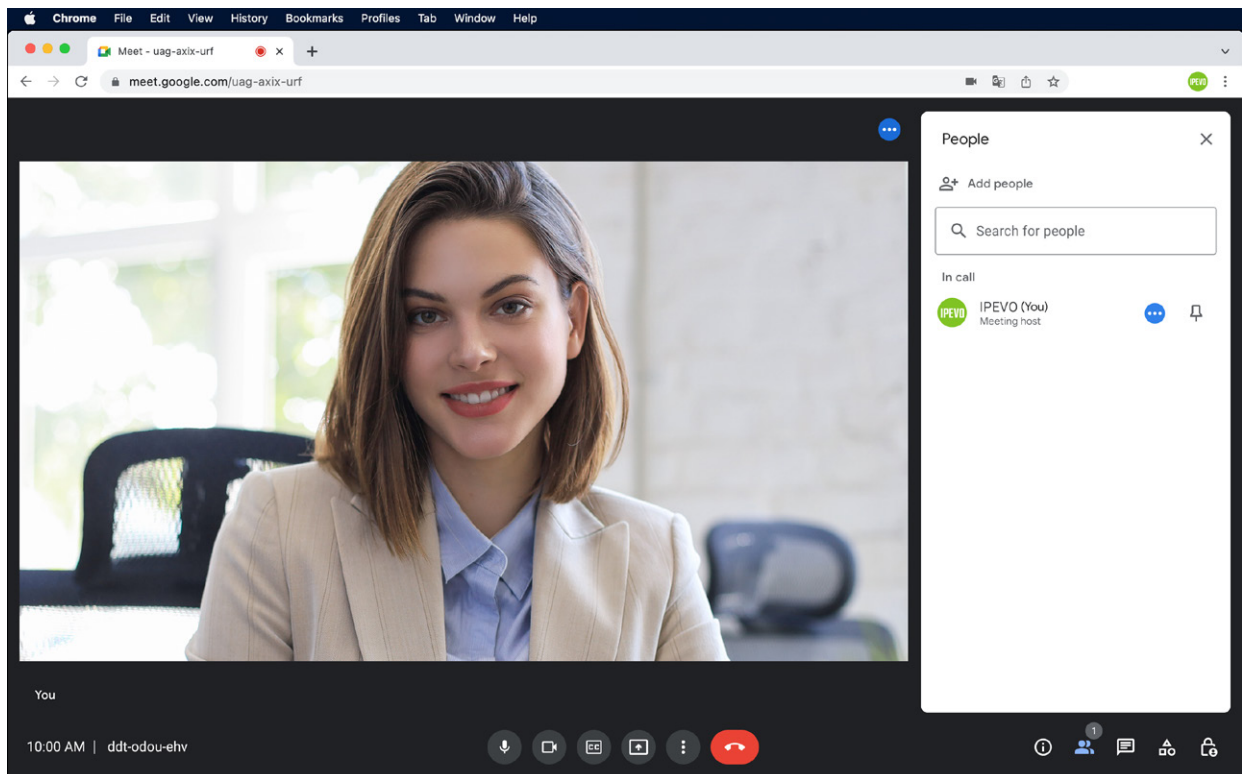 Chrome File Edit View History Bookmarks Profiles Tab Window Help
Meet - uag-axix-urf
meet.google.com/uag-axix-urf
IPEVO
People
Add people
Search for people
In call
IPEVO
IPEVO (You)
Meeting host
You
10:00 AM | ddt-odou-ehv
CC
1